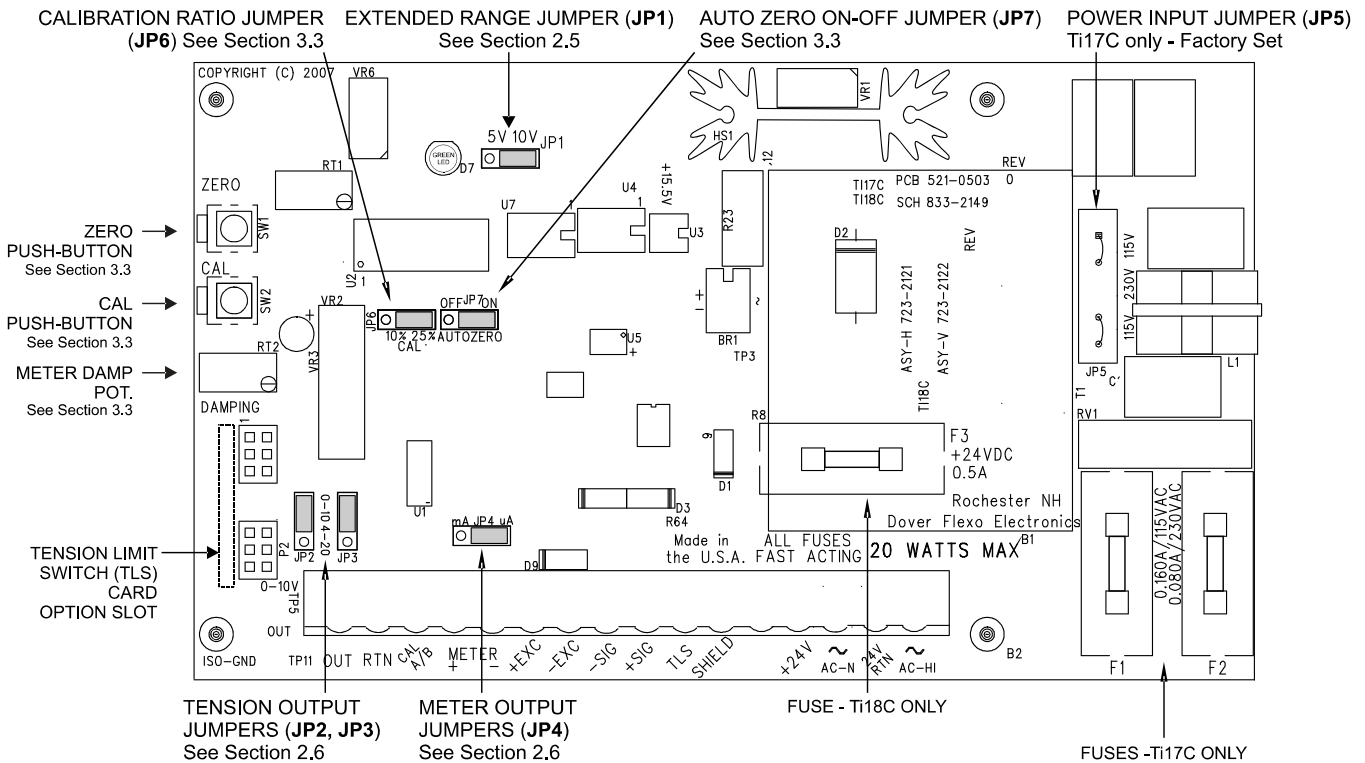 CALIBRATION RATIO JUMPER
(JP6) See Section 3.3
EXTENDED RANGE JUMPER (JP1)
See Section 2.5
AUTO ZERO ON-OFF JUMPER (JP7)
See Section 3.3
POWER INPUT JUMPER (JP5)
Ti17C only - Factory Set
COPYRIGHT (C) 2007
VR6
VR1
HS1
5V 10V
JP1
GREEN
LED
D7
RT1
ZERO
SW1
ZERO
PUSH-BUTTON
See Section 3.3
CAL
SW2
CAL
PUSH-BUTTON
See Section 3.3
U7
1
U4
1
+15.5V
U3
J12
R23
REV
0
TI17C
TI18C
PCB 521-0503
SCH 833-2149
D2
REV
ASY-H 723-2121
ASY-V 723-2122
TI18C
115V
230V
115V
JP5
C'
T1
L1
RV1
U2
1
VR2
VR3
+
JP6
10% 25%
CAL
OFF
JP7
ON
AUTOZERO
U5
+
+
-
~
BR1
TP3
RT2
METER DAMP
POT.
See Section 3.3
DAMPING
1
R8
F3
+24VDC
0.5A
9
D1
D3
R64
U1
Rochester NH
Dover Flexo Electronics
Made in
the U.S.A.
ALL FUSES
FAST ACTING
20 WATTS MAX
B1
0.160A/115VAC
0.080A/230VAC
mA JP4 uA
D9
0-10
4-20
JP2
JP3
P2
0-10V
TP5
OUT
TENSION LIMIT
SWITCH (TLS)
CARD
OPTION SLOT
ISO-GND
TP11
OUT
RTN
CAL
A/B
METER
+
-
+EXC
-EXC
-SIG
+SIG
TLS
SHIELD
+24V
~
AC-N
24V
RTN
~
AC-HI
B2
F1
F2
TENSION OUTPUT
JUMPERS (JP2, JP3)
See Section 2.6
METER OUTPUT
JUMPERS (JP4)
See Section 2.6
FUSE - Ti18C ONLY
FUSES -Ti17C ONLY